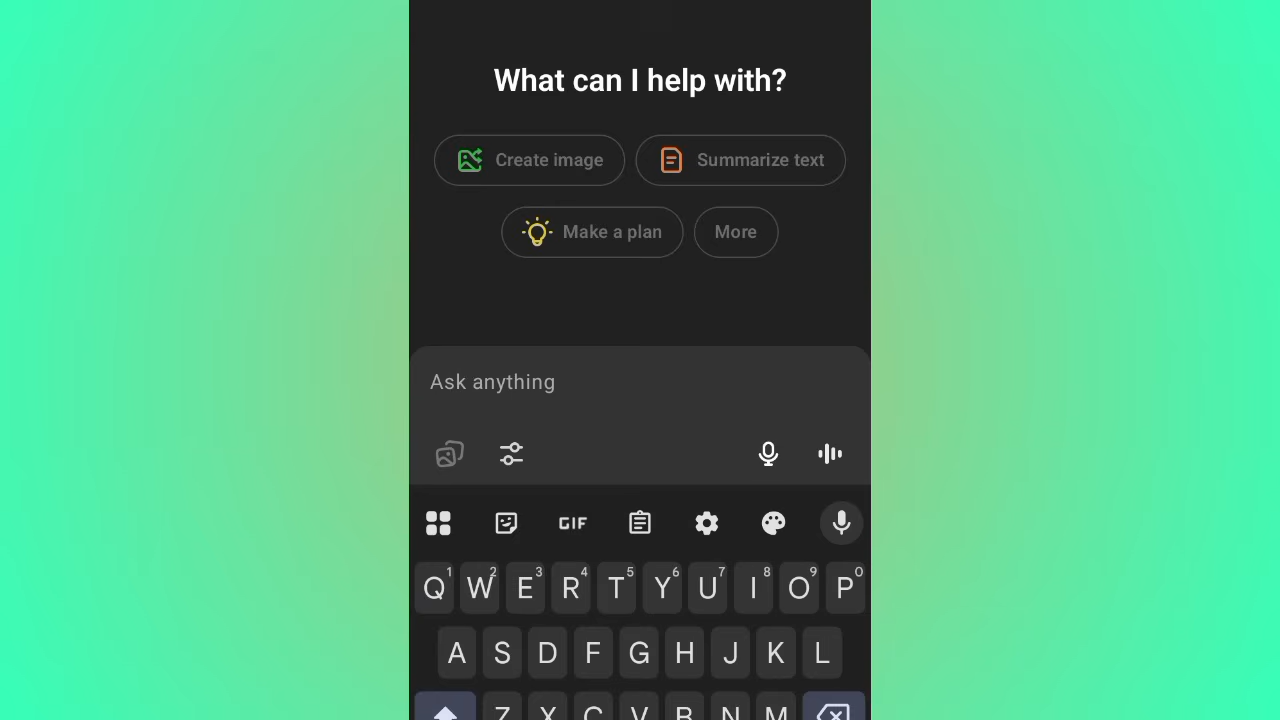 What can I help with?
Create image
Summarize text
Make a plan
More
Ask anything
GIF
Q1 W2 E3 R4 T5 Y6 U7 I8 O9 P0
A S D F G H J K L
Z X C V B N M